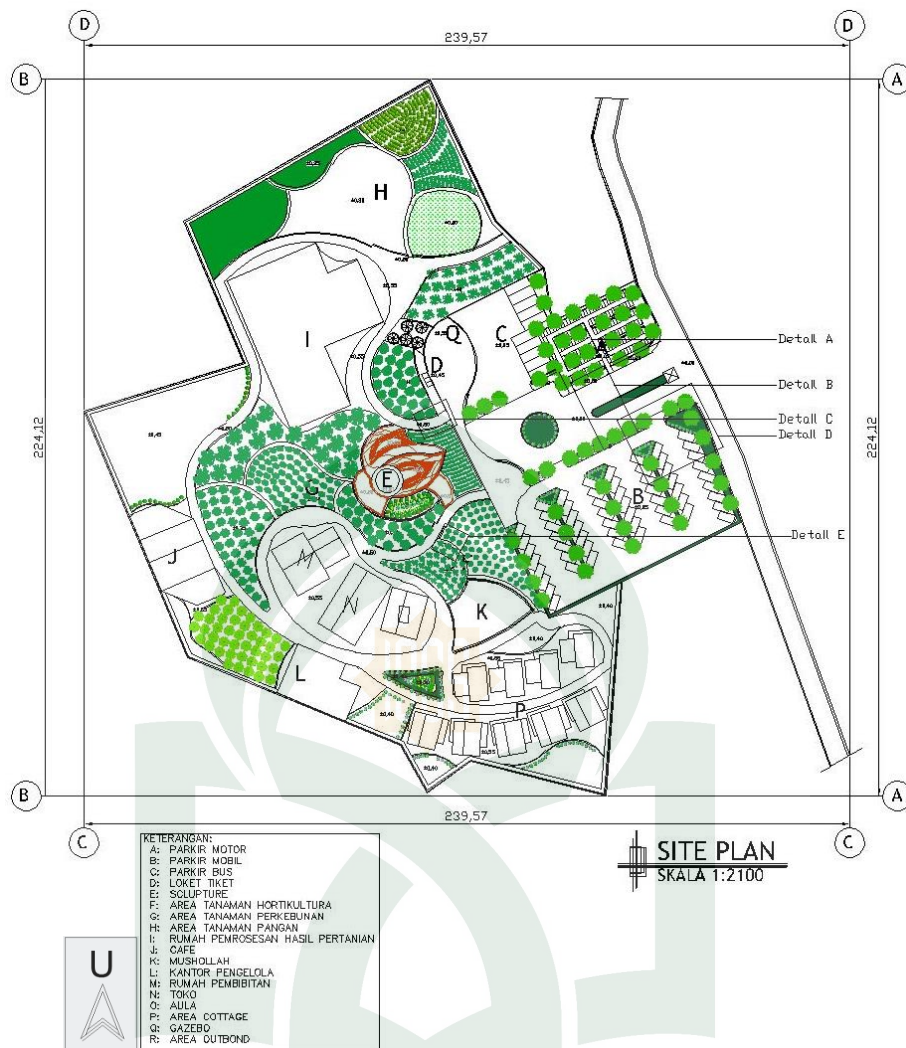 D
D
239,57
B
A
H
I
Q
C
D
A
Detail A
Detail B
Detail C
Detail D
224,12
224,12
E
G
B
Detail E
J
M
N
O
K
L
P
B
A
239,57
C
C
KETERANGAN:
A: PARKIR MOTOR
B: PARKIR MOBIL
C: PARKIR BUS
D: LOKET TIKET
E: SCLUPTURE
F: AREA TANAMAN HORTIKULTURA
G: AREA TANAMAN PERKEBUNAN
H: AREA TANAMAN PANGAN
I: RUMAH PEMROSESAN HASIL PERTANIAN
J: CAFE
K: MUSHOLLAH
L: KANTOR PENGELOLA
M: RUMAH PEMBIBITAN
N: TOKO
O: AULA
P: AREA COTTAGE
Q: GAZEBO
R: AREA OUTBOND
SITE PLAN
SKALA 1:2100
U